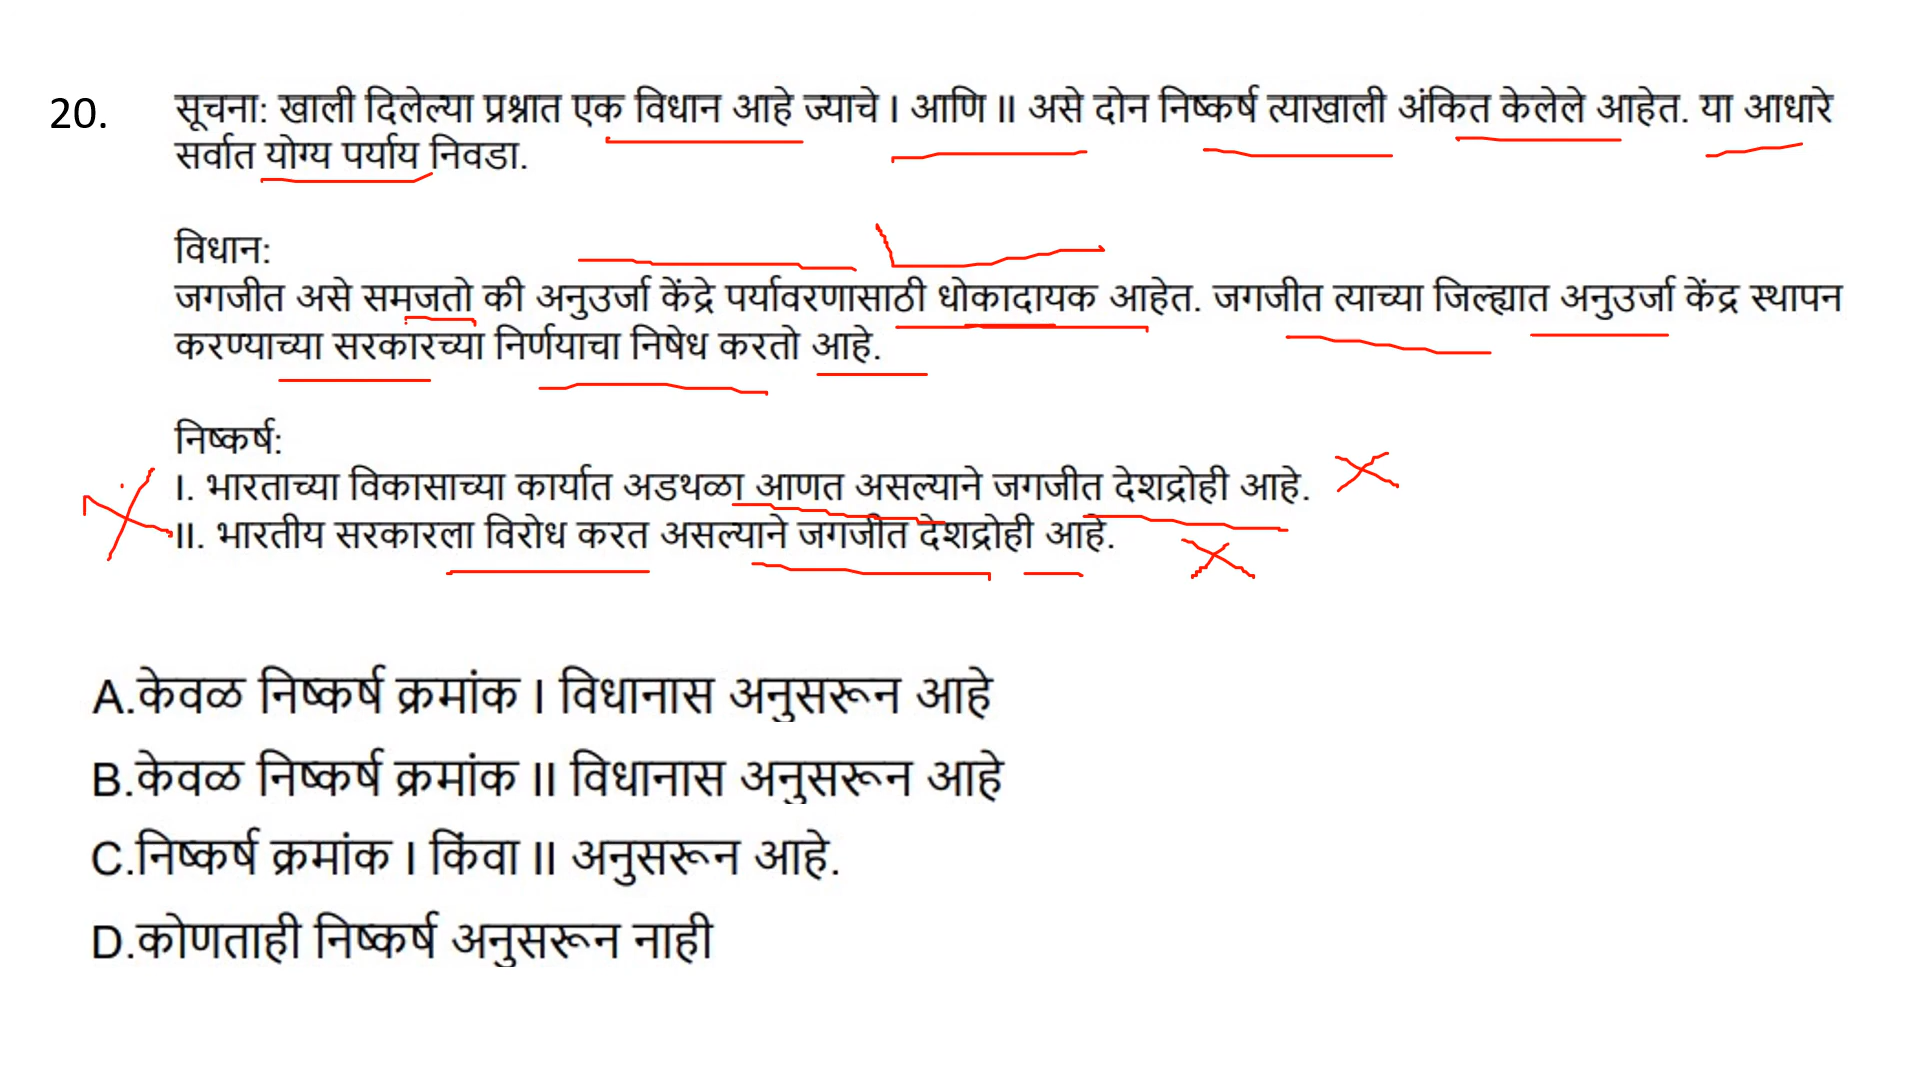 20. सूचना: खाली दिलेल्या प्रश्नात एक विधान आहे ज्याचे I आणि II असे दोन निष्कर्ष त्याखाली अंकित केलेले आहेत. या आधारे
सर्वात योग्य पर्याय निवडा.
विधान:
जगजीत असे समजतो की अनुउर्जा केंद्रे पर्यावरणासाठी धोकादायक आहेत. जगजीत त्याच्या जिल्ह्यात अनुउर्जा केंद्र स्थापन
करण्याच्या सरकारच्या निर्णयाचा निषेध करतो आहे.
निष्कर्ष:
I. भारताच्या विकासाच्या कार्यात अडथळा आणत असल्याने जगजीत देशद्रोही आहे.
II. भारतीय सरकारला विरोध करत असल्याने जगजीत देशद्रोही आहे.
A.केवळ निष्कर्ष क्रमांक I विधानास अनुसरून आहे
B.केवळ निष्कर्ष क्रमांक II विधानास अनुसरून आहे
C.निष्कर्ष क्रमांक I किंवा II अनुसरून आहे.
D.कोणताही निष्कर्ष अनुसरून नाही